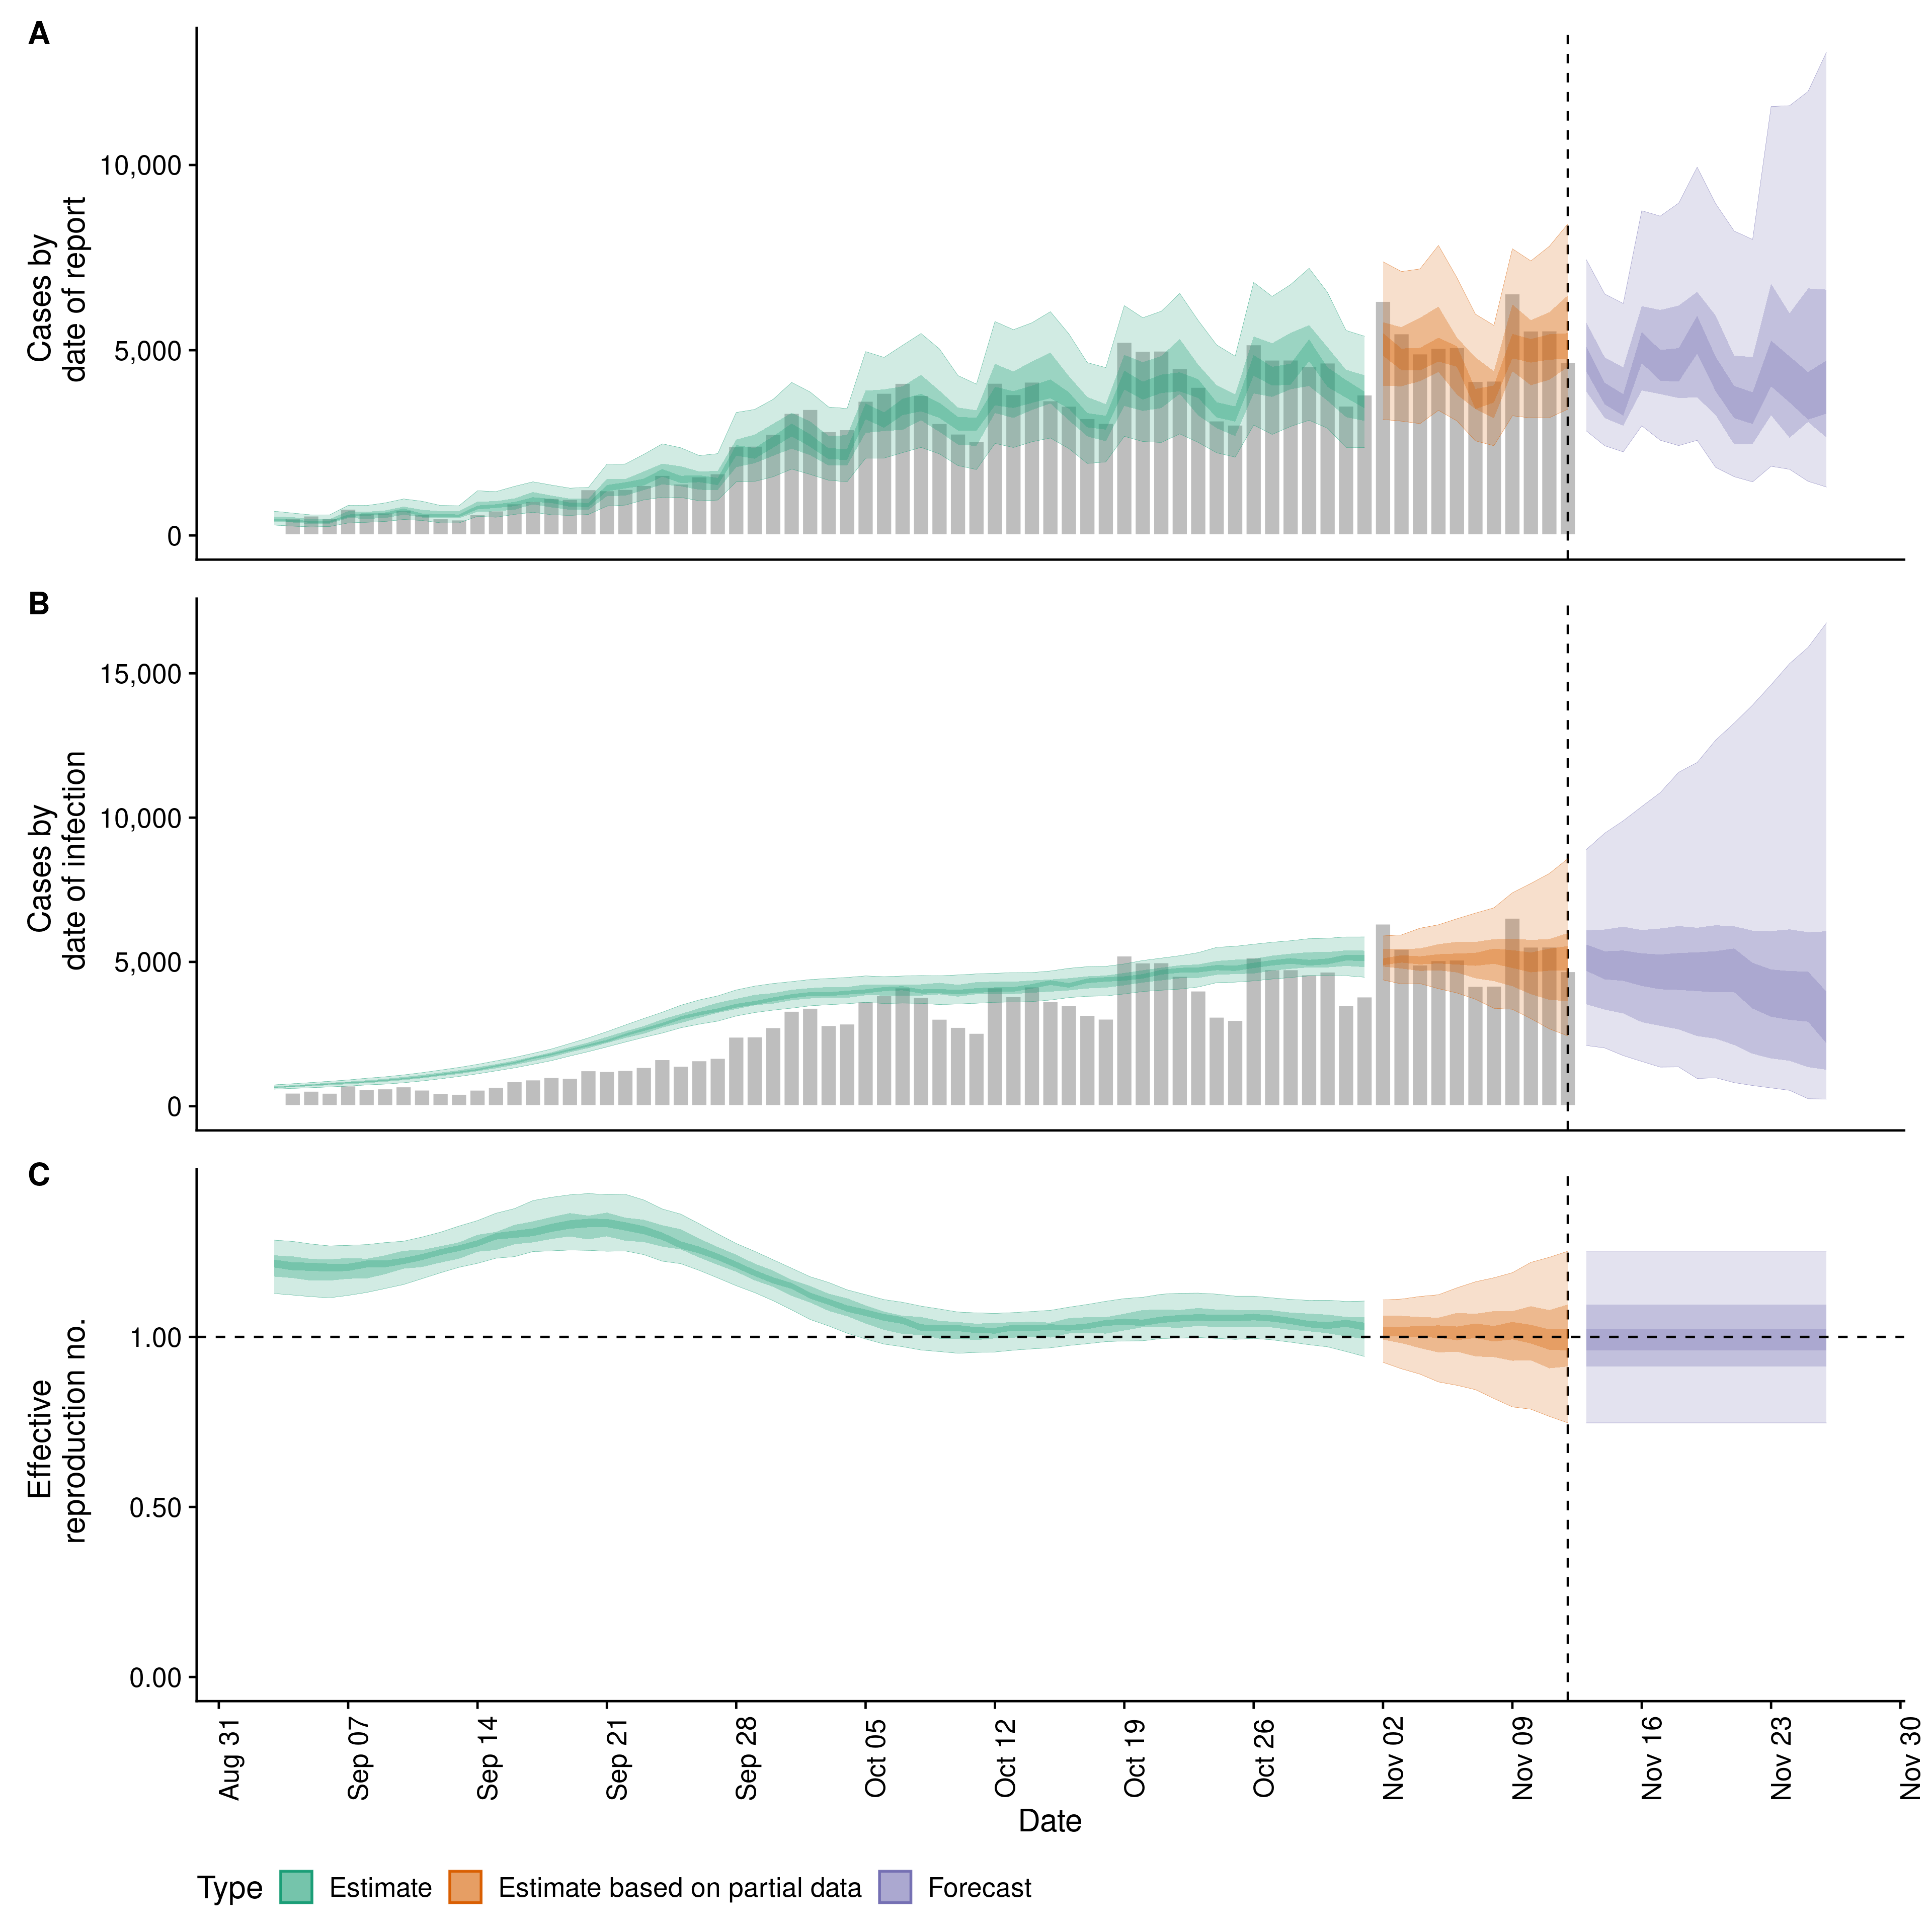 A
Cases by
date of report
10,000
5,000
0
B
Cases by
date of infection
15,000
10,000
5,000
0
C
Effective
reproduction no.
1.00
0.50
0.00
Aug 31
Sep 07
Sep 14
Sep 21
Sep 28
Oct 05
Oct 12
Oct 19
Oct 26
Nov 02
Nov 09
Nov 16
Nov 23
Nov 30
Date
Type Estimate Estimate based on partial data Forecast